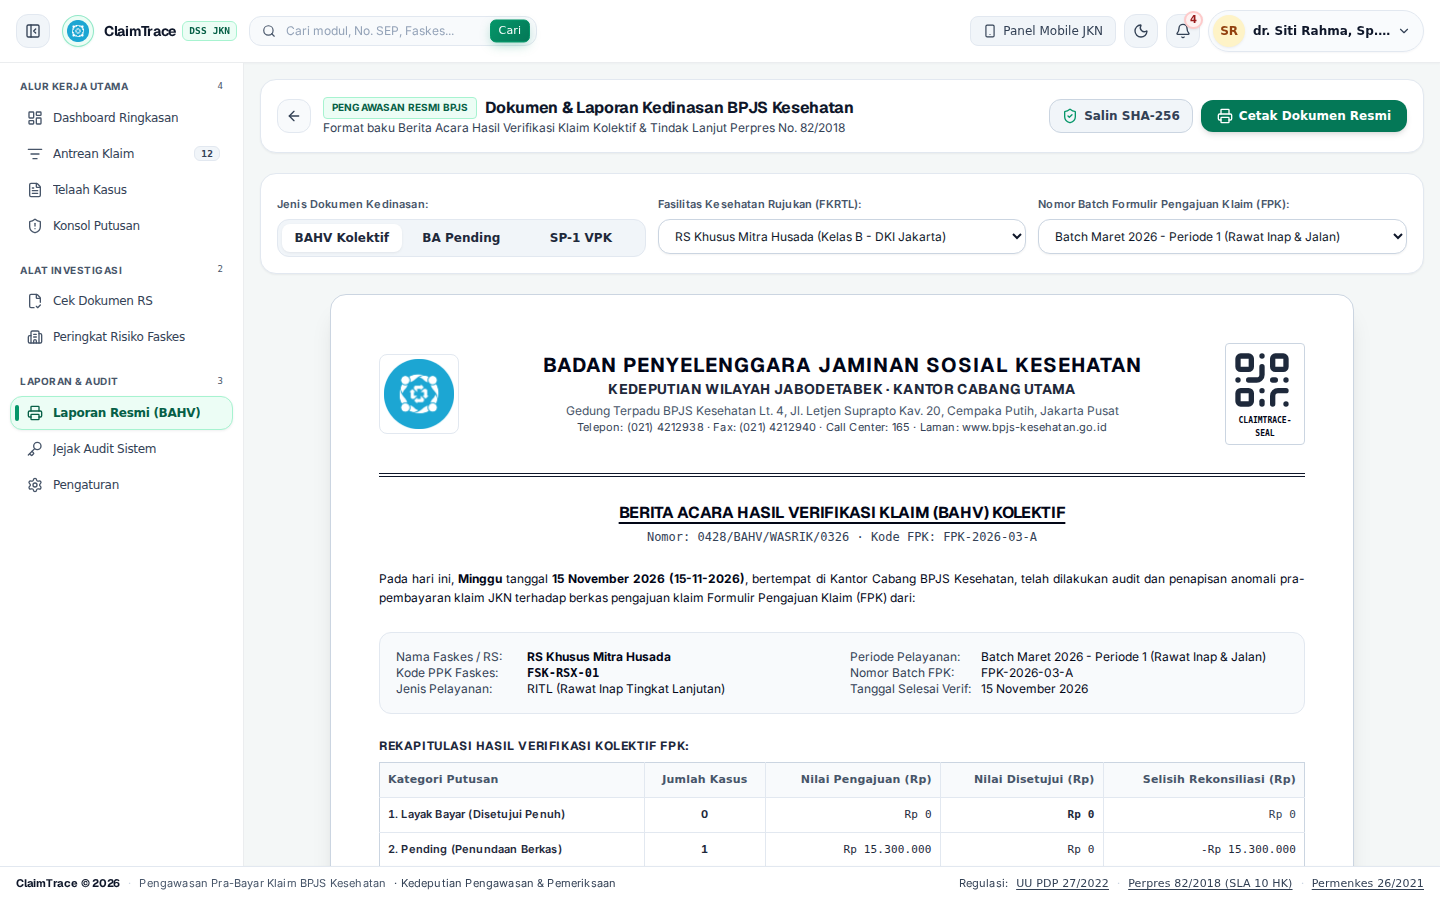 ClaimTrace
DSS JKN
Cari modul, No. SEP, Faskes...
Cari
Panel Mobile JKN
4
SR
dr. Siti Rahma, Sp....
ALUR KERJA UTAMA 4
Dashboard Ringkasan
Antrean Klaim 12
Telaah Kasus
Konsol Putusan
ALAT INVESTIGASI 2
Cek Dokumen RS
Peringkat Risiko Faskes
LAPORAN & AUDIT 3
Laporan Resmi (BAHV)
Jejak Audit Sistem
Pengaturan
PENGAWASAN RESMI BPJS Dokumen & Laporan Kedinasan BPJS Kesehatan
Format baku Berita Acara Hasil Verifikasi Klaim Kolektif & Tindak Lanjut Perpres No. 82/2018
Salin SHA-256
Cetak Dokumen Resmi
Jenis Dokumen Kedinasan:
BAHV Kolektif BA Pending SP-1 VPK
Fasilitas Kesehatan Rujukan (FKRTL):
RS Khusus Mitra Husada (Kelas B - DKI Jakarta)
Nomor Batch Formulir Pengajuan Klaim (FPK):
Batch Maret 2026 - Periode 1 (Rawat Inap & Jalan)
BADAN PENYELENGGARA JAMINAN SOSIAL KESEHATAN
KEDEPUTIAN WILAYAH JABODETABEK · KANTOR CABANG UTAMA
Gedung Terpadu BPJS Kesehatan Lt. 4, Jl. Letjen Suprapto Kav. 20, Cempaka Putih, Jakarta Pusat
Telepon: (021) 4212938 · Fax: (021) 4212940 · Call Center: 165 · Laman: www.bpjs-kesehatan.go.id
CLAIMTRACE-
SEAL
BERITA ACARA HASIL VERIFIKASI KLAIM (BAHV) KOLEKTIF
Nomor: 0428/BAHV/WASRIK/0326 · Kode FPK: FPK-2026-03-A
Pada hari ini, Minggu tanggal 15 November 2026 (15-11-2026), bertempat di Kantor Cabang BPJS Kesehatan, telah dilakukan audit dan penapisan anomali pra-
pembayaran klaim JKN terhadap berkas pengajuan klaim Formulir Pengajuan Klaim (FPK) dari:
Nama Faskes / RS: RS Khusus Mitra Husada
Kode PPK Faskes: FSK-RSX-01
Jenis Pelayanan: RITL (Rawat Inap Tingkat Lanjutan)
Periode Pelayanan: Batch Maret 2026 - Periode 1 (Rawat Inap & Jalan)
Nomor Batch FPK: FPK-2026-03-A
Tanggal Selesai Verif: 15 November 2026
REKAPITULASI HASIL VERIFIKASI KOLEKTIF FPK:
Kategori Putusan Jumlah Kasus Nilai Pengajuan (Rp) Nilai Disetujui (Rp) Selisih Rekonsiliasi (Rp)
1. Layak Bayar (Disetujui Penuh) 0 Rp 0 Rp 0 Rp 0
2. Pending (Penundaan Berkas) 1 Rp 15.300.000 Rp 0 -Rp 15.300.000
ClaimTrace © 2026 · Pengawasan Pra-Bayar Klaim BPJS Kesehatan · Kedeputian Pengawasan & Pemeriksaan
Regulasi: UU PDP 27/2022 · Perpres 82/2018 (SLA 10 HK) · Permenkes 26/2021